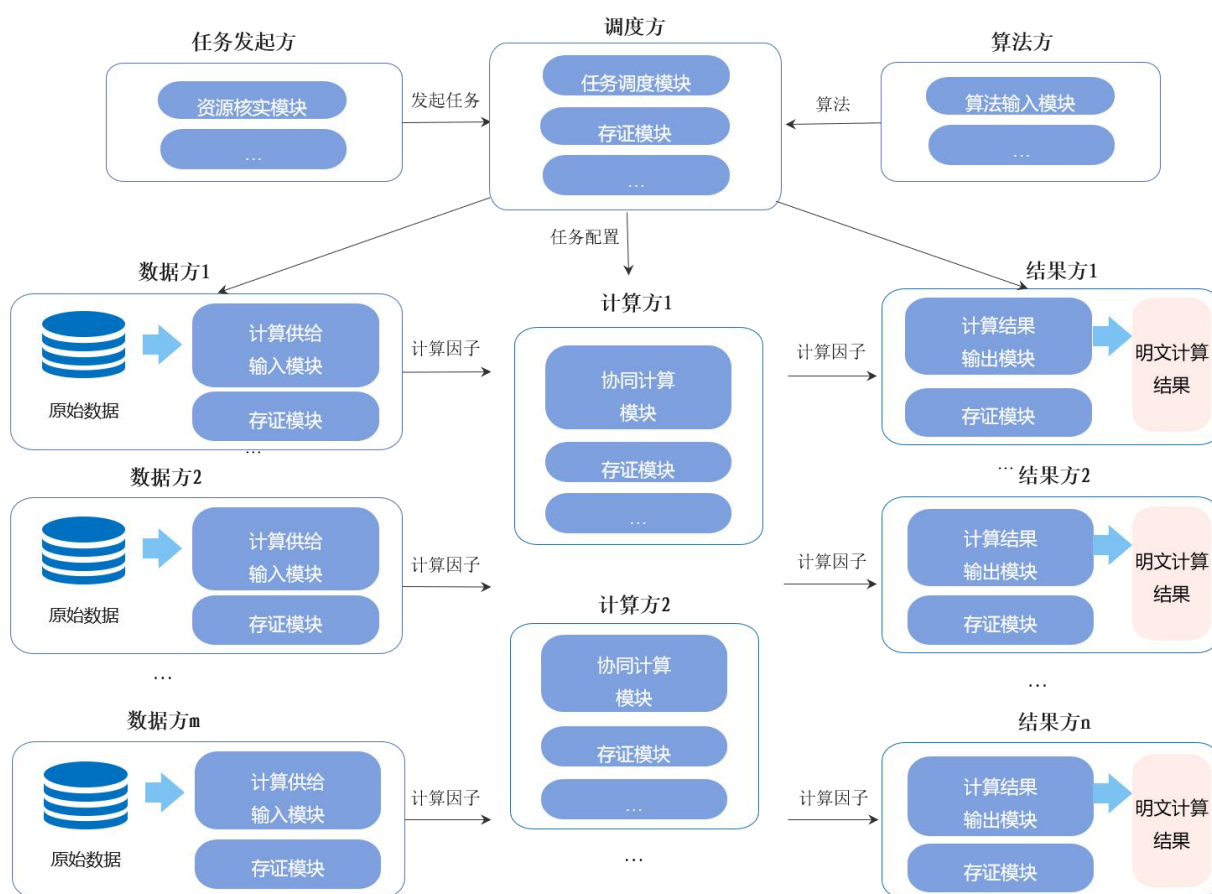 任务发起方
资源核实模块
…
发起任务
调度方
任务调度模块
存证模块
…
算法
算法方
算法输入模块
…
任务配置
数据方1
原始数据
计算供给
输入模块
存证模块
…
计算因子
计算方1
协同计算
模块
存证模块
…
计算因子
结果方1
计算结果
输出模块
存证模块
明文计算
结果
…
数据方2
原始数据
计算供给
输入模块
存证模块
…
计算因子
计算方2
协同计算
模块
存证模块
…
…
计算因子
结果方2
计算结果
输出模块
存证模块
明文计算
结果
…
数据方m
原始数据
计算供给
输入模块
存证模块
计算因子
计算因子
结果方n
计算结果
输出模块
存证模块
明文计算
结果